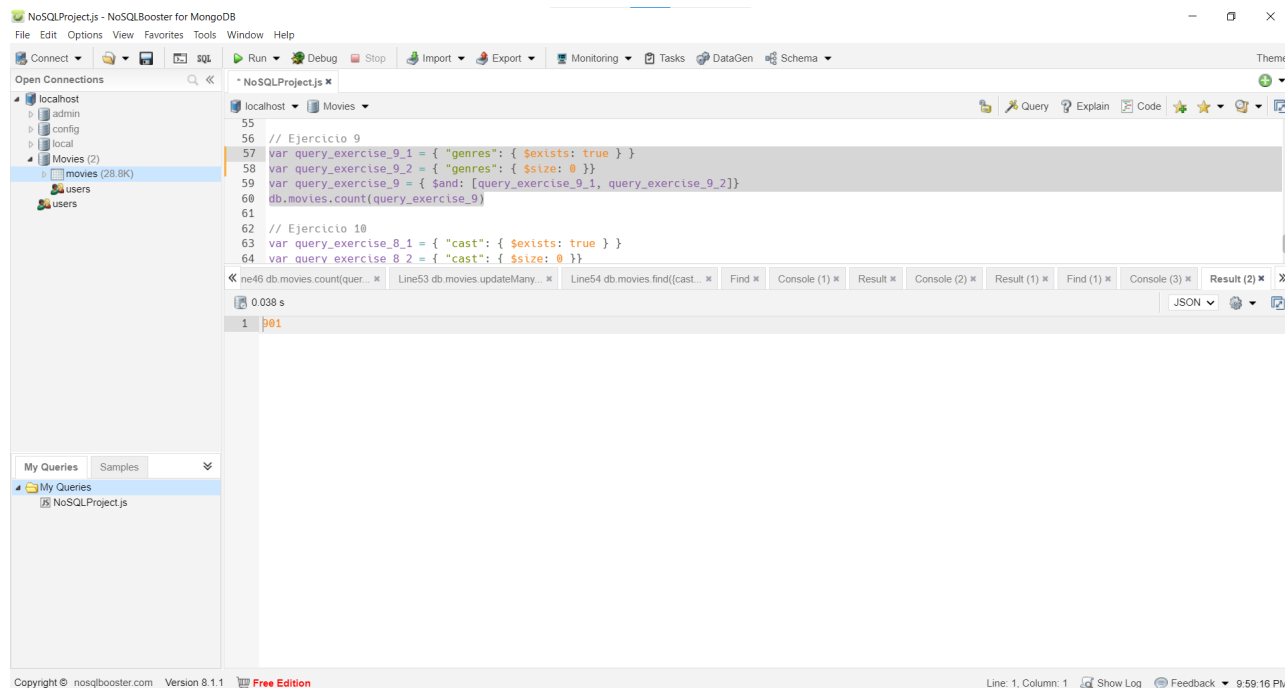 NoSQLProject.js - NoSQLBooster for MongoDB
File Edit Options View Favorites Tools Window Help
Connect SQL Run Debug Stop Import Export Monitoring Tasks DataGen Schema Theme
Open Connections
* NoSQLProject.js
localhost
admin
config
local
Movies (2)
movies (28.8K)
users
users
localhost Movies Query Explain Code
55
56 // Ejercicio 9
57 var query_exercise_9_1 = { "genres": { $exists: true } }
58 var query_exercise_9_2 = { "genres": { $size: 0 }}
59 var query_exercise_9 = { $and: [query_exercise_9_1, query_exercise_9_2]}
60 db.movies.count(query_exercise_9)
61
62 // Ejercicio 10
63 var query_exercise_8_1 = { "cast": { $exists: true } }
64 var query_exercise_8_2 = { "cast": { $size: 0 }}
ne46 db.movies.count(quer... Line53 db.movies.updateMany... Line54 db.movies.find({cast... Find Console (1) Result Console (2) Result (1) Find (1) Console (3) Result (2)
0.038 s JSON
1 901
My Queries Samples
My Queries
NoSQLProject.js
Copyright © nosqlbooster.com Version 8.1.1 Free Edition Line: 1, Column: 1 Show Log Feedback 9:59:16 PM